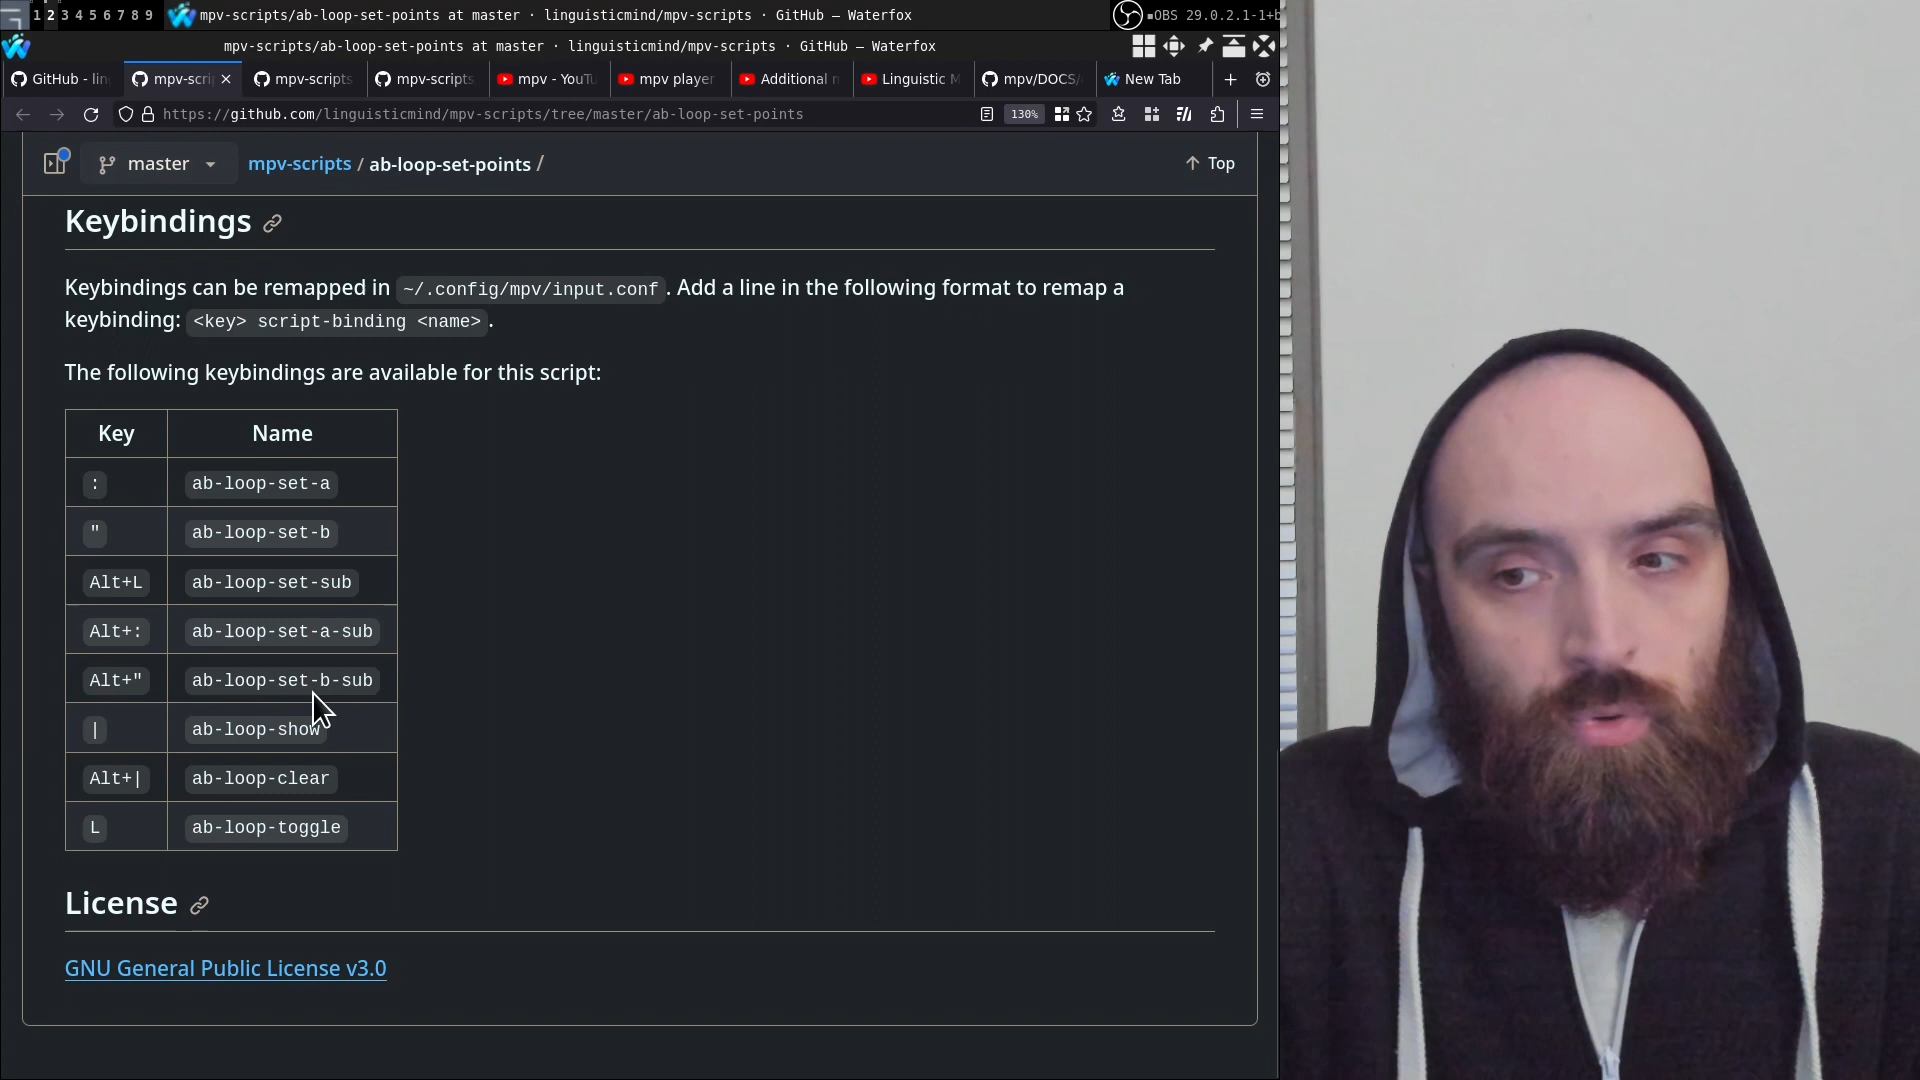 1 2 3 4 5 6 7 8 9
mpv-scripts/ab-loop-set-points at master · linguisticmind/mpv-scripts · GitHub — Waterfox
OBS 29.0.2.1-1+b
mpv-scripts/ab-loop-set-points at master · linguisticmind/mpv-scripts · GitHub — Waterfox
GitHub - lin
mpv-scri
mpv-scripts
mpv-scripts
mpv - YouTu
mpv player
Additional n
Linguistic M
mpv/DOCS/
New Tab
https://github.com/linguisticmind/mpv-scripts/tree/master/ab-loop-set-points
130%
master
mpv-scripts / ab-loop-set-points /
Top
Keybindings
Keybindings can be remapped in ~/.config/mpv/input.conf. Add a line in the following format to remap a
keybinding: <key> script-binding <name>.
The following keybindings are available for this script:
Key Name
: ab-loop-set-a
" ab-loop-set-b
Alt+L ab-loop-set-sub
Alt+: ab-loop-set-a-sub
Alt+" ab-loop-set-b-sub
| ab-loop-show
Alt+| ab-loop-clear
L ab-loop-toggle
License
GNU General Public License v3.0